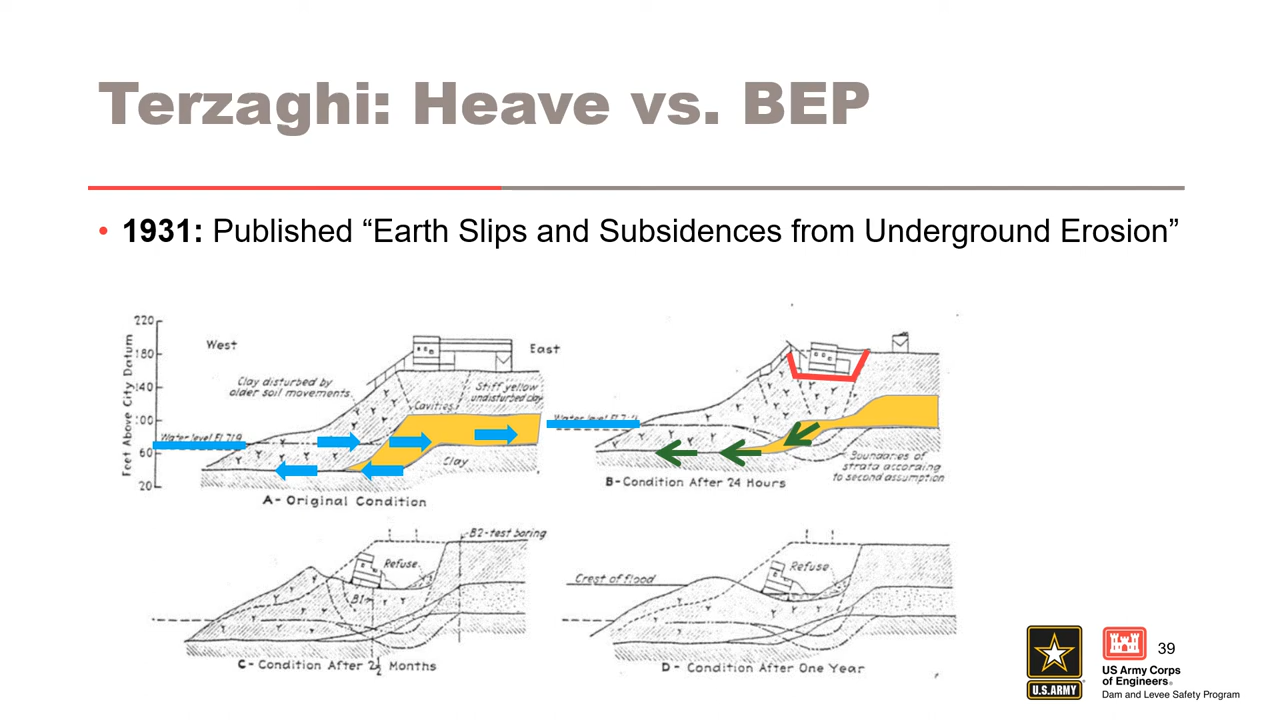 Terzaghi: Heave vs. BEP
• 1931: Published “Earth Slips and Subsidences from Underground Erosion”
Feet Above City Datum
220
180
140
100
60
20
West
East
Clay disturbed by
older soil movements
Stiff yellow
undisturbed clay
Cavities
Water level El.71.9
Clay
A- Original Condition
Water level El.
Boundaries of
strata according
to second assumption
B- Condition After 24 Hours
B2-test boring
Refuse
B1
C- Condition After 2½ Months
Crest of flood
Refuse
D- Condition After One Year
U.S.ARMY
US Army Corps
of Engineers®
Dam and Levee Safety Program
39